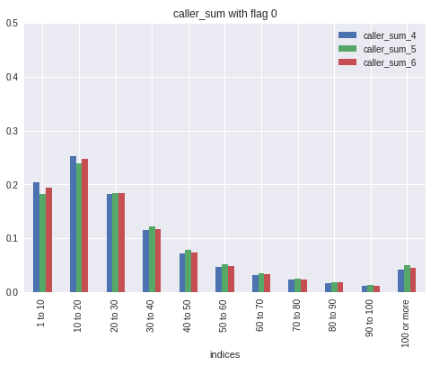 caller_sum with flag 0
caller_sum_4
caller_sum_5
caller_sum_6
0.5
0.4
0.3
0.2
0.1
0.0
1 to 10
10 to 20
20 to 30
30 to 40
40 to 50
50 to 60
60 to 70
70 to 80
80 to 90
90 to 100
100 or more
indices